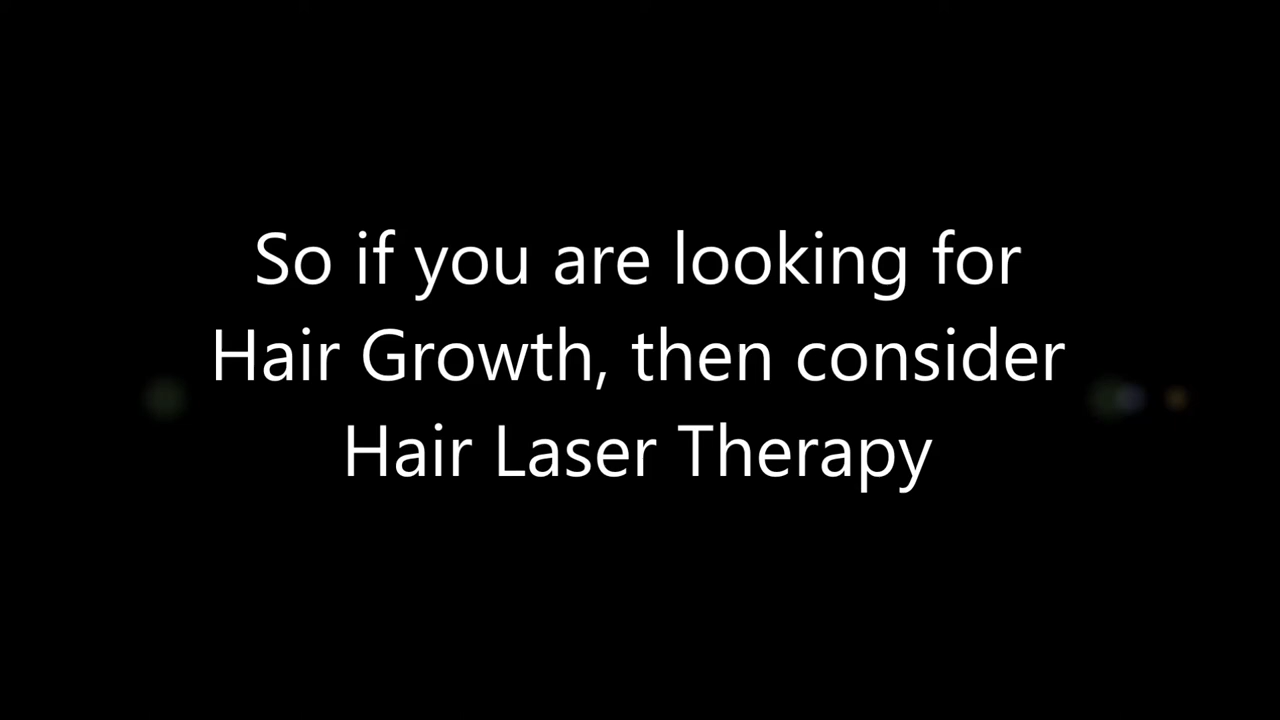 So if you are looking for
Hair Growth, then consider
Hair Laser Therapy